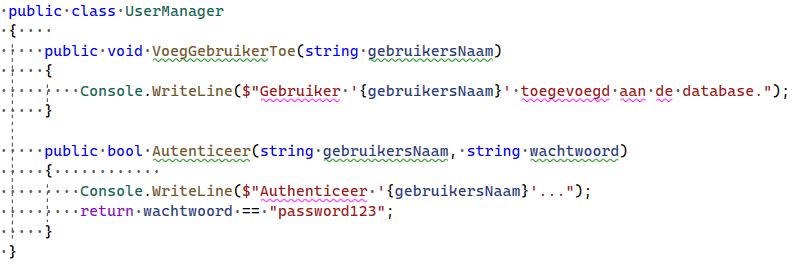 public class UserManager
{
    public void VoegGebruikerToe(string gebruikersNaam)
    {
        Console.WriteLine($"Gebruiker '{gebruikersNaam}' toegevoegd aan de database.");
    }

    public bool Autenticeer(string gebruikersNaam, string wachtwoord)
    {
        Console.WriteLine($"Authenticeer '{gebruikersNaam}'...");
        return wachtwoord == "password123";
    }
}